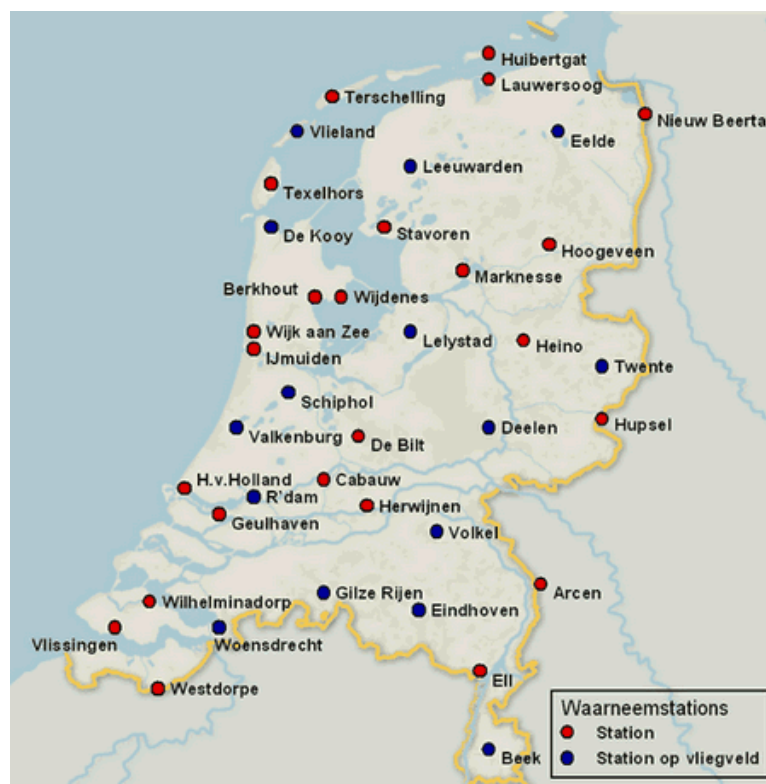 Huibertgat
Lauwersoog
Terschelling
Nieuw Beerta
Vlieland
Eelde
Leeuwarden
Texelhors
De Kooy
Stavoren
Hoogeveen
Marknesse
Berkhout
Wijdenes
Wijk aan Zee
Lelystad
Heino
IJmuiden
Twente
Schiphol
Hupsel
Valkenburg
Deelen
De Bilt
H.v.Holland
Cabauw
R'dam
Herwijnen
Geulhaven
Volkel
Arcen
Gilze Rijen
Wilhelminadorp
Eindhoven
Vlissingen
Woensdrecht
Ell
Westdorpe
Waarneemstations
Station
Beek
Station op vliegveld